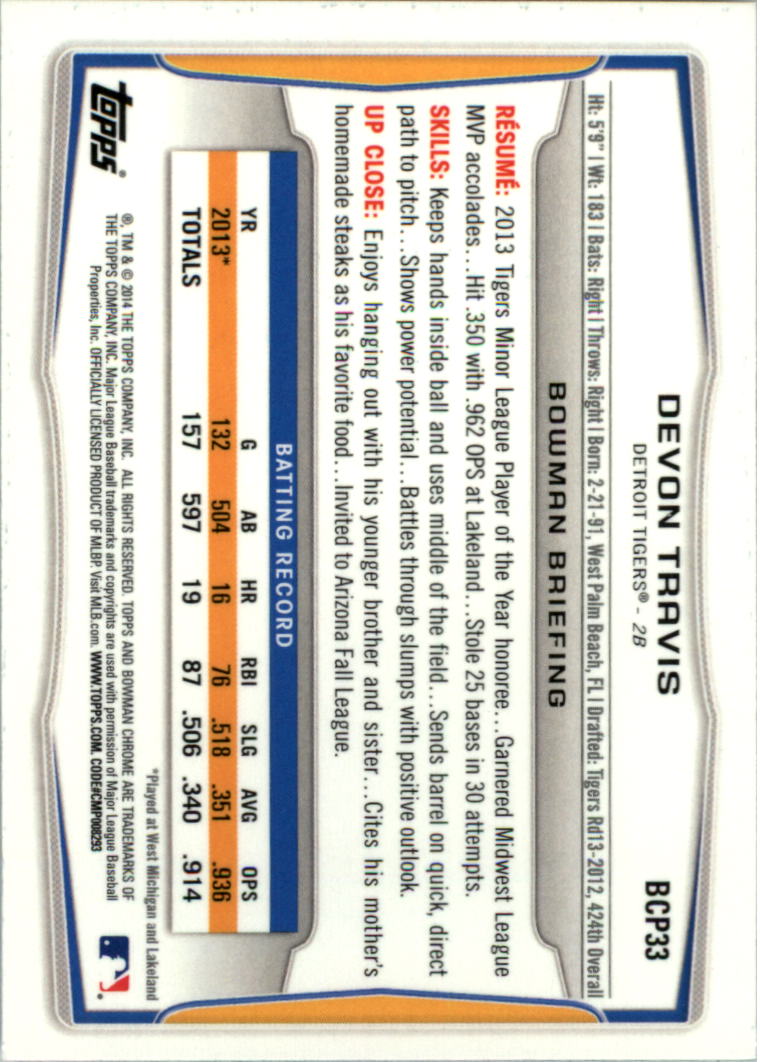 BCP33
DEVON TRAVIS
DETROIT TIGERS® - 2B
Ht: 5'9" | Wt: 183 | Bats: Right | Throws: Right | Born: 2-21-91, West Palm Beach, FL | Drafted: Tigers Rd13-2012, 424th Overall
BOWMAN BRIEFING
RÉSUMÉ: 2013 Tigers Minor League Player of the Year honoree...Garnered Midwest League
MVP accolades...Hit .350 with .962 OPS at Lakeland...Stole 25 bases in 30 attempts.
SKILLS: Keeps hands inside ball and uses middle of the field...Sends barrel on quick, direct
path to pitch...Shows power potential...Battles through slumps with positive outlook.
UP CLOSE: Enjoys hanging out with his younger brother and sister...Cites his mother's
homemade steaks as his favorite food...Invited to Arizona Fall League.
BATTING RECORD
YR G AB HR RBI SLG AVG OPS
2013* 132 504 16 76 .518 .351 .936
TOTALS 157 597 19 87 .506 .340 .914
*Played at West Michigan and Lakeland
topps®
®, TM & © 2014 THE TOPPS COMPANY, INC. ALL RIGHTS RESERVED. TOPPS AND BOWMAN CHROME ARE TRADEMARKS OF
THE TOPPS COMPANY, INC. Major League Baseball trademarks and copyrights are used with permission of Major League Baseball
Properties, Inc. OFFICIALLY LICENSED PRODUCT OF MLBP. Visit MLB.com. WWW.TOPPS.COM. CODE#CMP008293